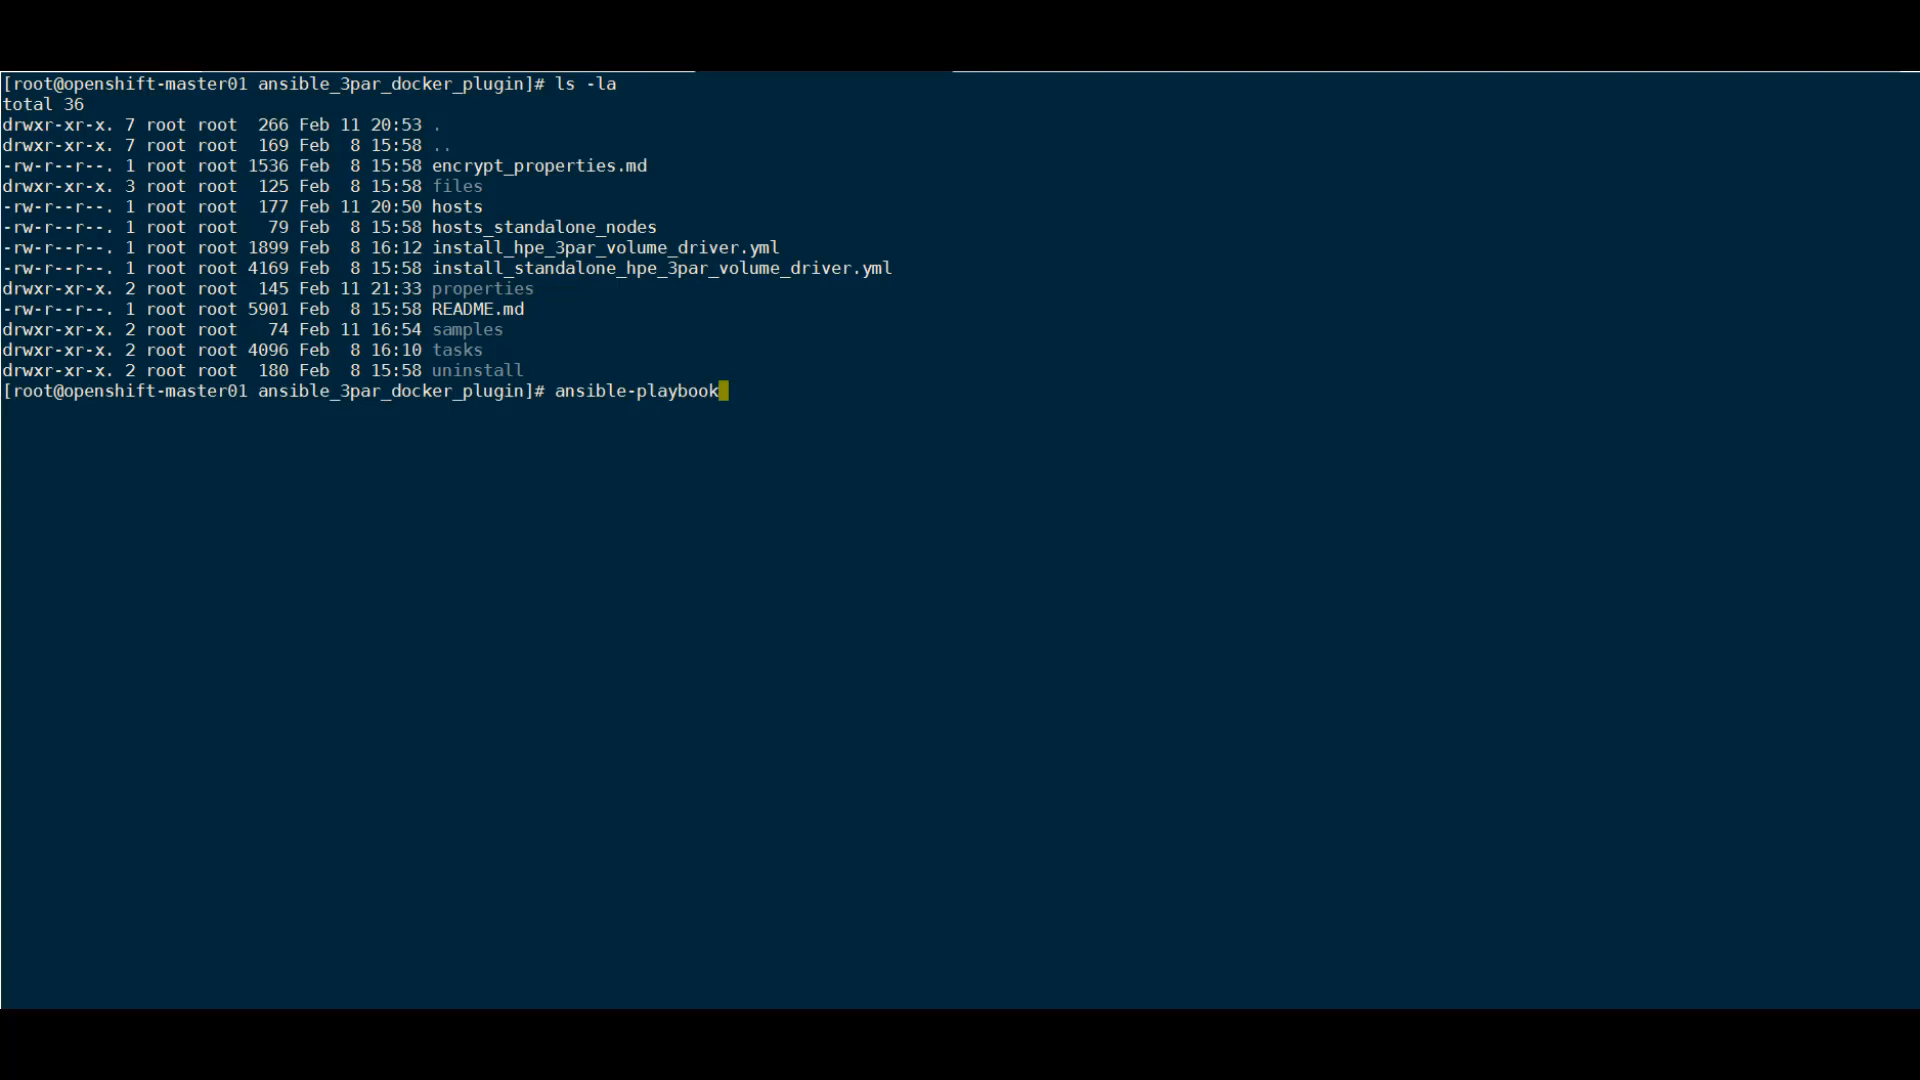 [root@openshift-master01 ansible_3par_docker_plugin]# ls -la
total 36
drwxr-xr-x. 7 root root  266 Feb 11 20:53 .
drwxr-xr-x. 7 root root  169 Feb  8 15:58 ..
-rw-r--r--. 1 root root 1536 Feb  8 15:58 encrypt_properties.md
drwxr-xr-x. 3 root root  125 Feb  8 15:58 files
-rw-r--r--. 1 root root  177 Feb 11 20:50 hosts
-rw-r--r--. 1 root root   79 Feb  8 15:58 hosts_standalone_nodes
-rw-r--r--. 1 root root 1899 Feb  8 16:12 install_hpe_3par_volume_driver.yml
-rw-r--r--. 1 root root 4169 Feb  8 15:58 install_standalone_hpe_3par_volume_driver.yml
drwxr-xr-x. 2 root root  145 Feb 11 21:33 properties
-rw-r--r--. 1 root root 5901 Feb  8 15:58 README.md
drwxr-xr-x. 2 root root   74 Feb 11 16:54 samples
drwxr-xr-x. 2 root root 4096 Feb  8 16:10 tasks
drwxr-xr-x. 2 root root  180 Feb  8 15:58 uninstall
[root@openshift-master01 ansible_3par_docker_plugin]# ansible-playbook